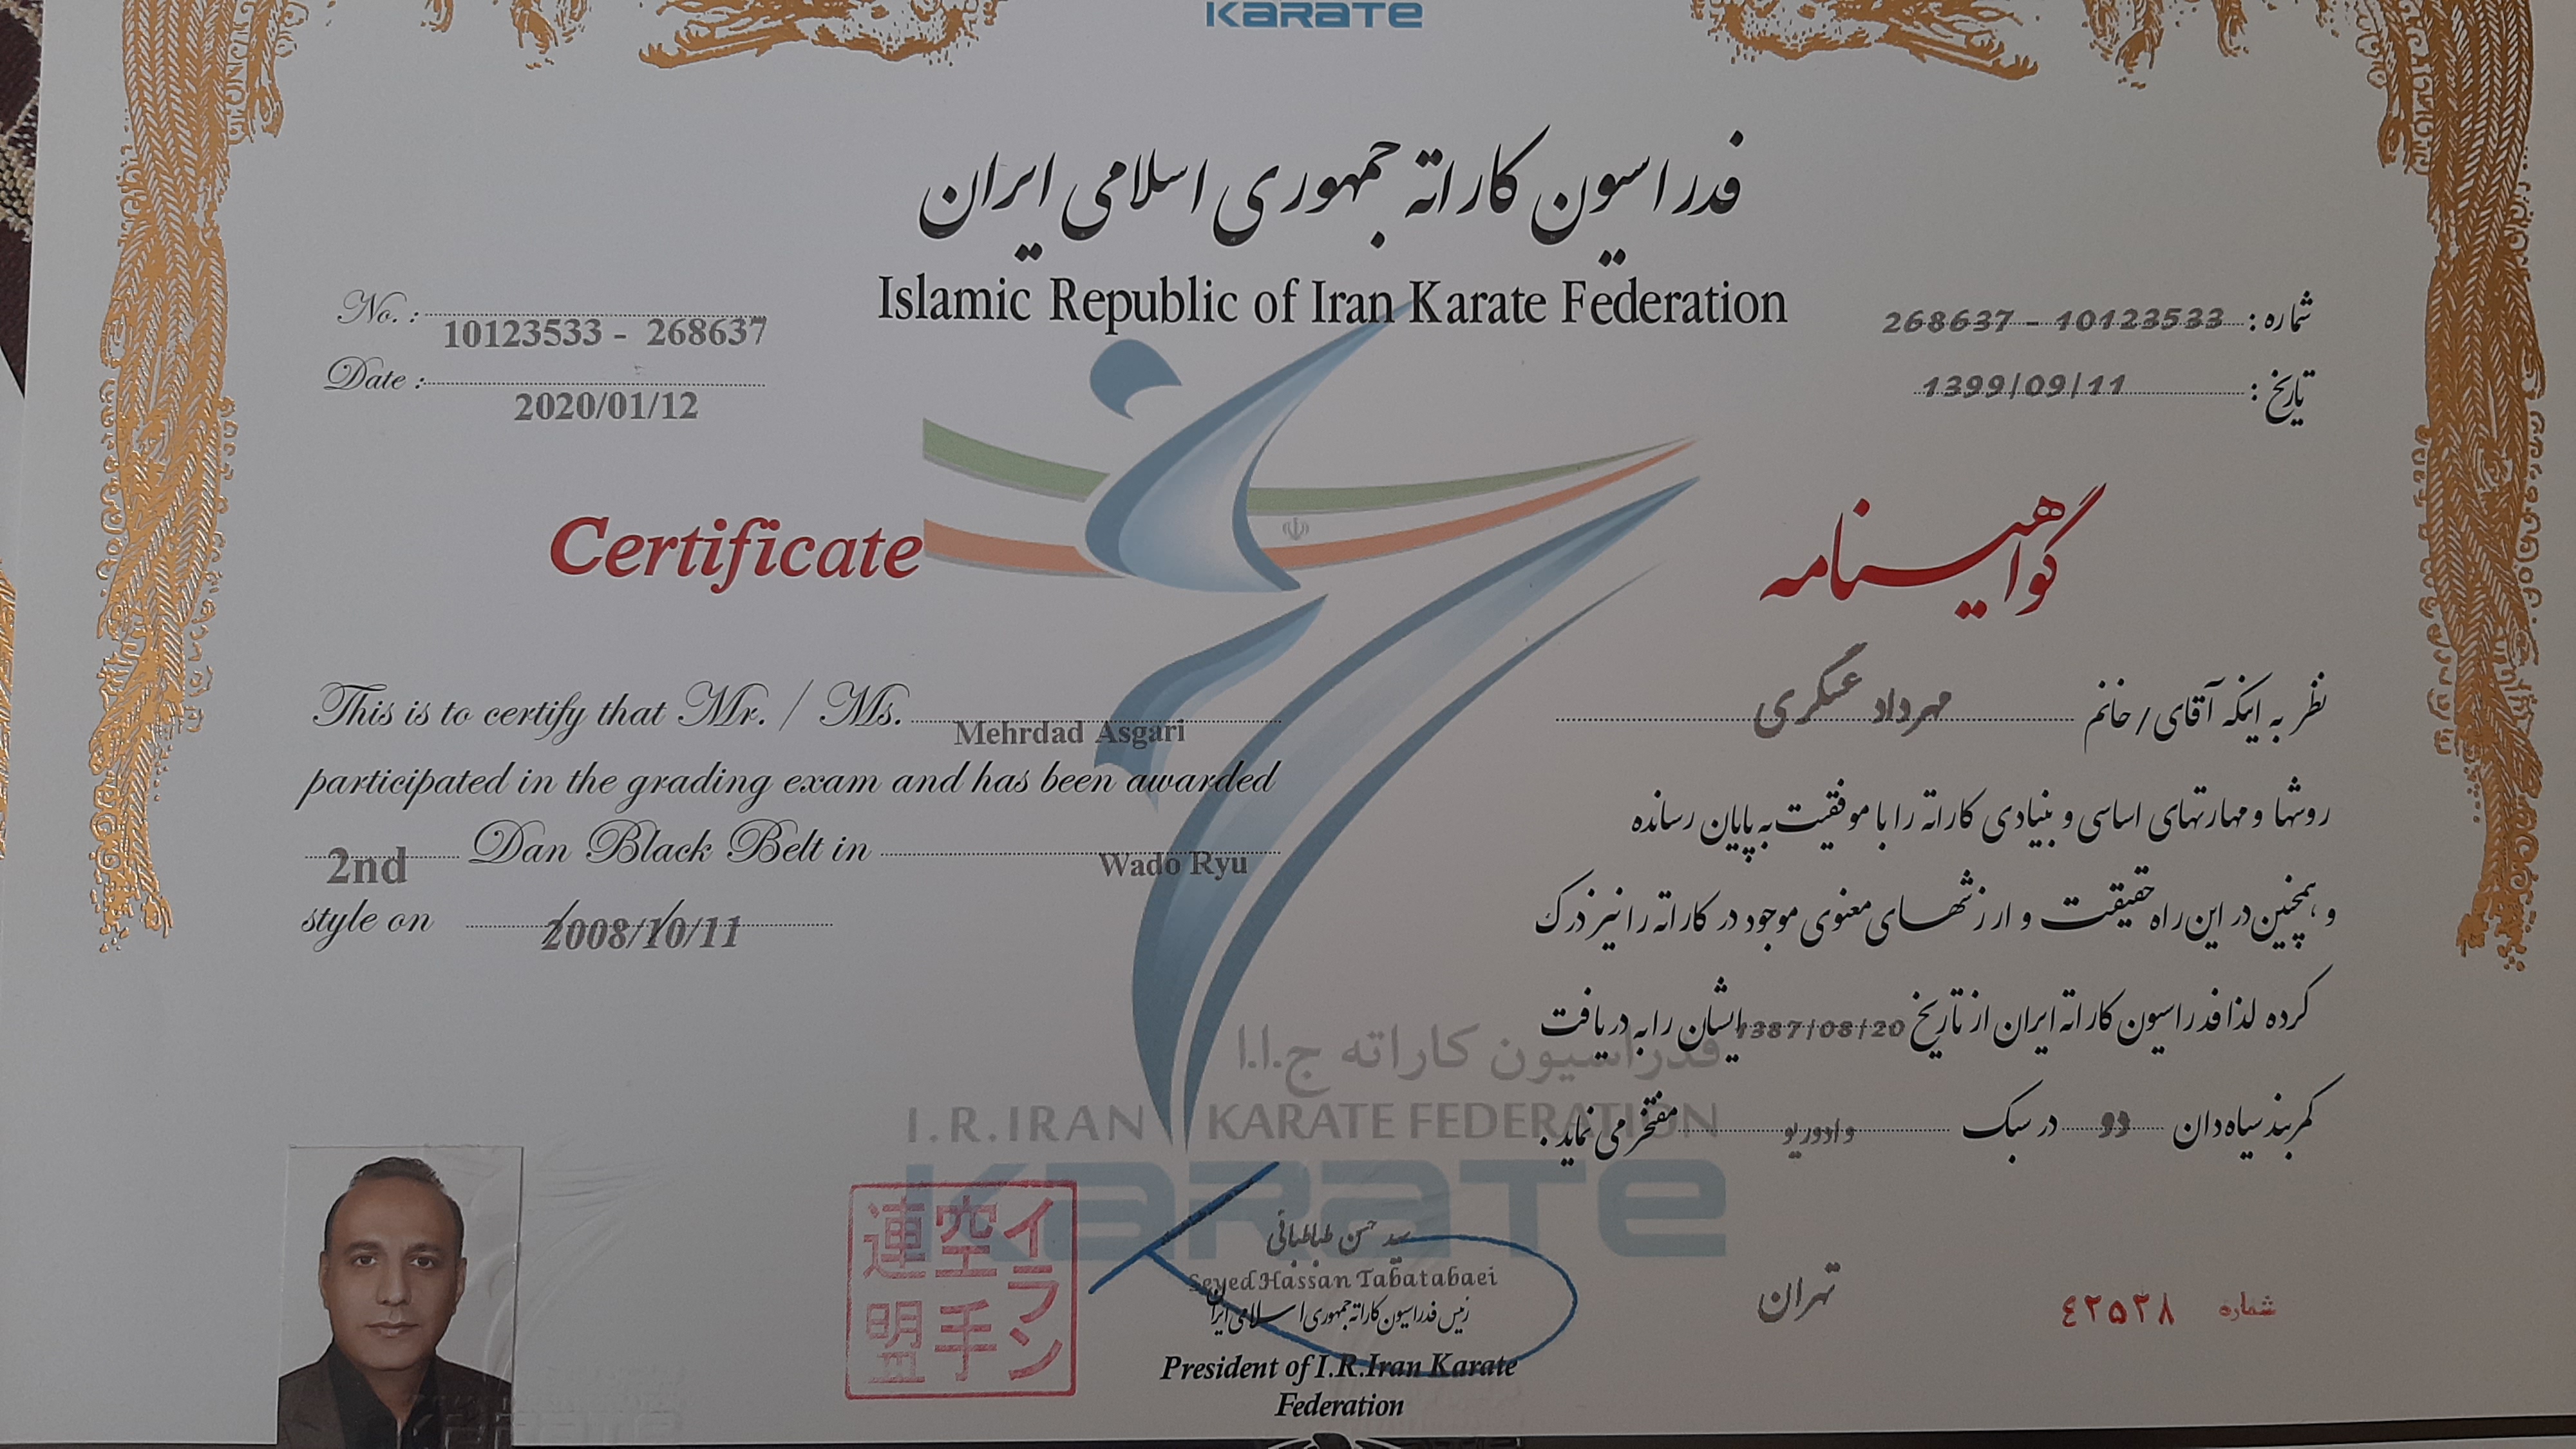 KARATE
فدراسیون کاراته جمهوری اسلامی ایران
Islamic Republic of Iran Karate Federation
No. : 10123533 - 268637
Date : 2020/01/12
شماره : 268637 - 10123533
تاریخ : 1399/09/11
Certificate
گواهینامه
This is to certify that Mr. / Ms. Mehrdad Asgari
participated in the grading exam and has been awarded
2nd Dan Black Belt in Wado Ryu
style on 2008/10/11
نظر به اینکه آقای / خانم مهرداد عسگری
روشها و مهارتهای اساسی و بنیادی کاراته را با موفقیت به پایان رسانده
و همچنین در این راه حقیقت و ارزشهای معنوی موجود در کاراته را نیز درک
کرده لذا فدراسیون کاراته ایران از تاریخ 1387/08/20 ایشان را به دریافت
کمربند سیاه دان دو در سبک وادوریو مفتخر می نماید.
فدراسیون کاراته ج.ا.ا
I.R.IRAN KARATE FEDERATION
KARATE
イラン
空手
連盟
سید حسن طباطبائی
Seyed Hassan Tabatabaei
رئیس فدراسیون کاراته جمهوری اسلامی ایران
President of I.R.Iran Karate
Federation
تهران
شماره ٤٢٥٢٨